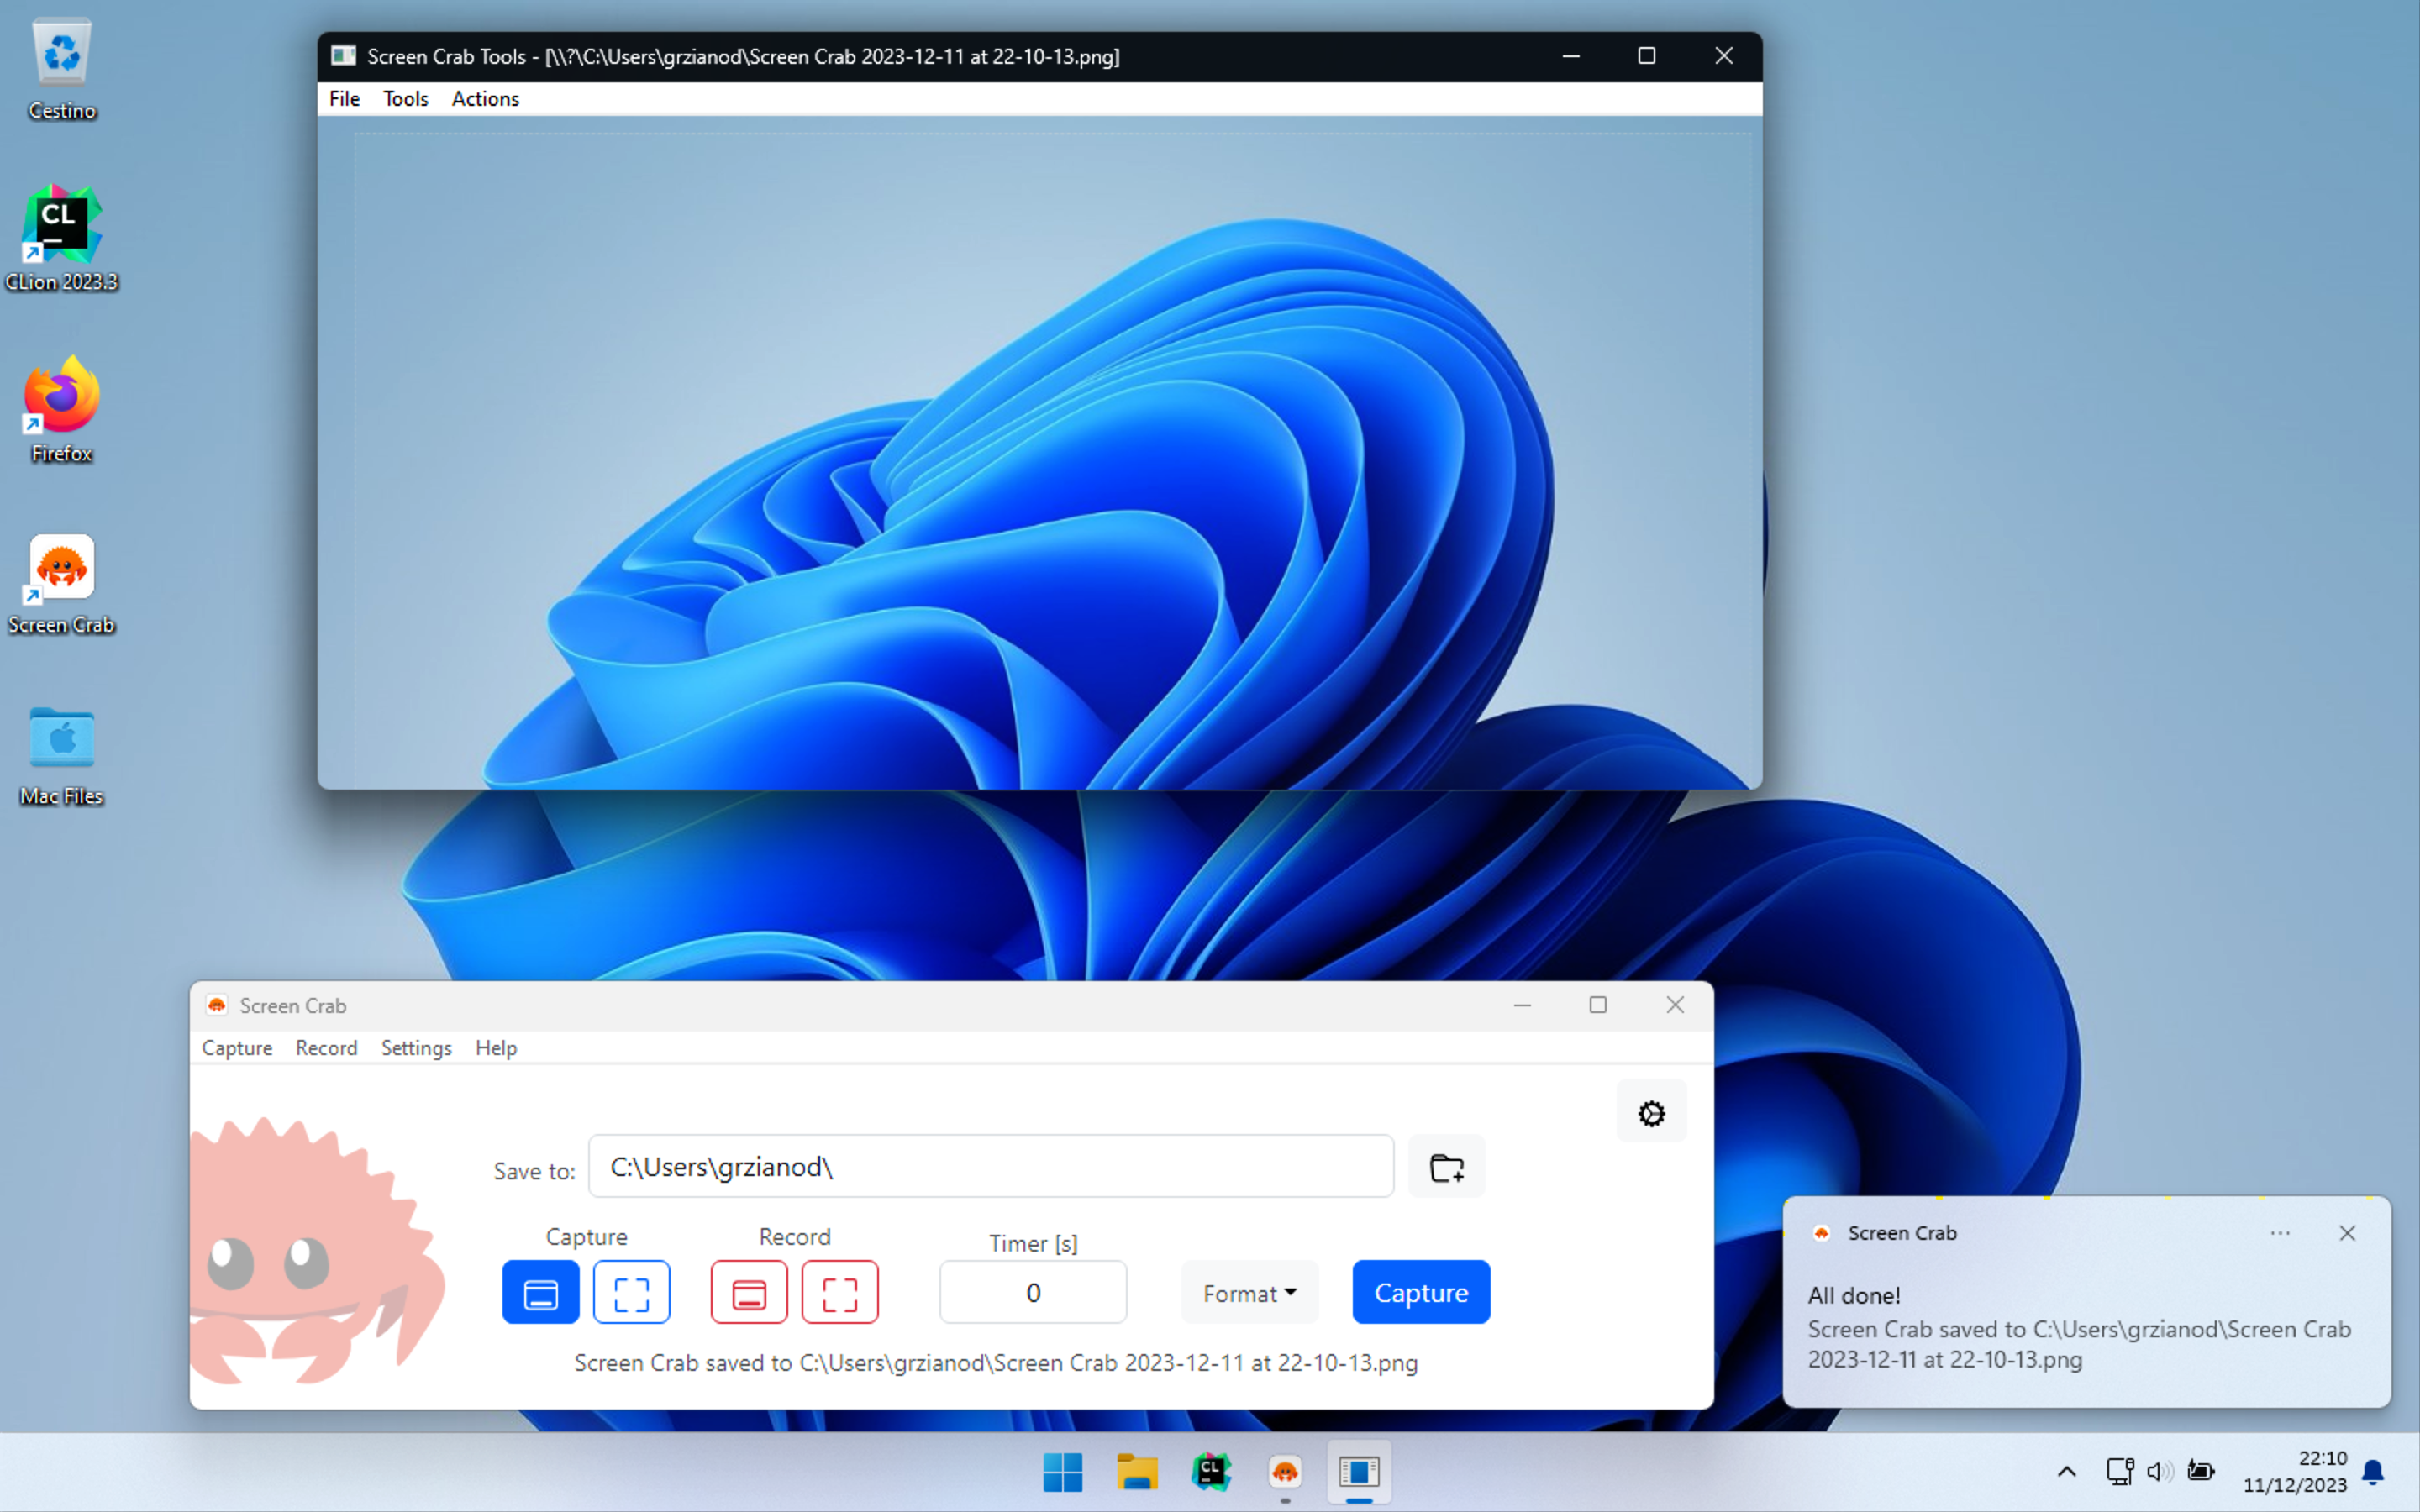 Cestino
CL
CLion 2023.3
Firefox
Screen Crab
Mac Files
Screen Crab Tools - [\\?\C:\Users\grzianod\Screen Crab 2023-12-11 at 22-10-13.png]
File Tools Actions
Screen Crab
Capture Record Settings Help
Save to: C:\Users\grzianod\
Capture Record Timer [s]
0 Format Capture
Screen Crab saved to C:\Users\grzianod\Screen Crab 2023-12-11 at 22-10-13.png
Screen Crab
All done!
Screen Crab saved to C:\Users\grzianod\Screen Crab
2023-12-11 at 22-10-13.png
CL
22:10
11/12/2023